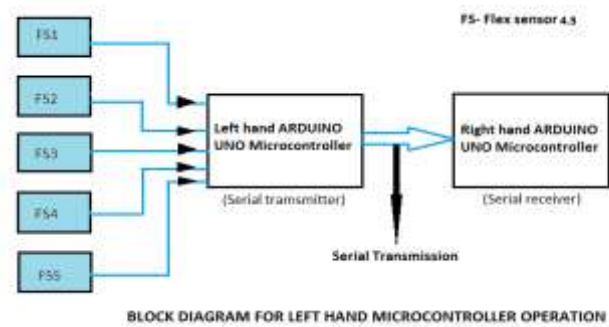 FS- Flex sensor 4.5
FS1
FS2
FS3
FS4
FS5
Left hand ARDUINO
UNO Microcontroller
(Serial tramsmitter)
Right hand ARDUINO
UNO Microcontroller
(Serial receiver)
Serial Transmission
BLOCK DIAGRAM FOR LEFT HAND MICROCONTROLLER OPERATION